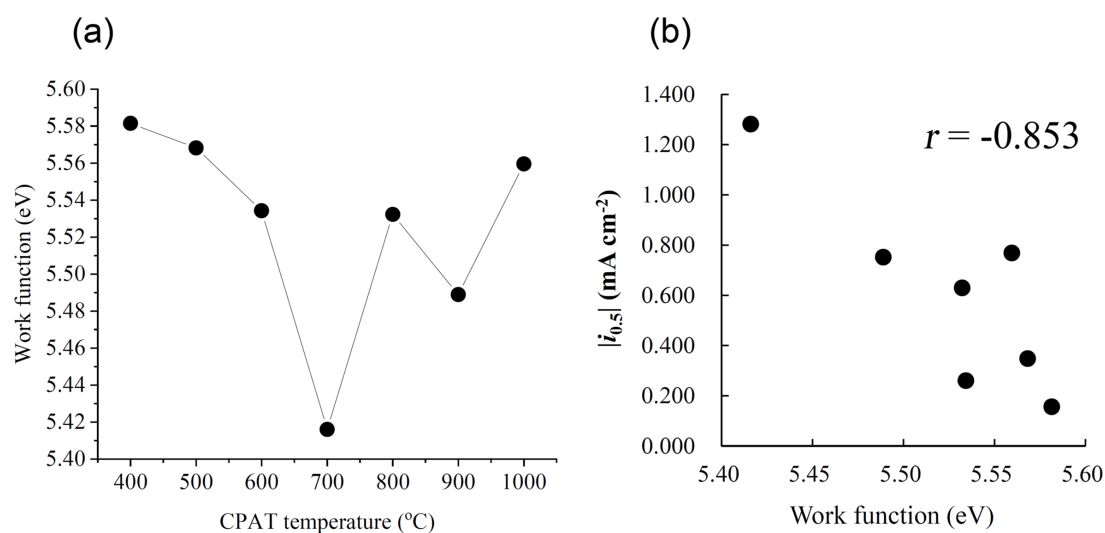 (a)
5.60
5.58
5.56
5.54
5.52
5.50
5.48
5.46
5.44
5.42
5.40
Work function (eV)
400 500 600 700 800 900 1000
CPAT temperature (°C)
(b)
1.400
1.200
1.000
0.800
0.600
0.400
0.200
0.000
|i0.5| (mA cm-2)
r = -0.853
5.40 5.45 5.50 5.55 5.60
Work function (eV)